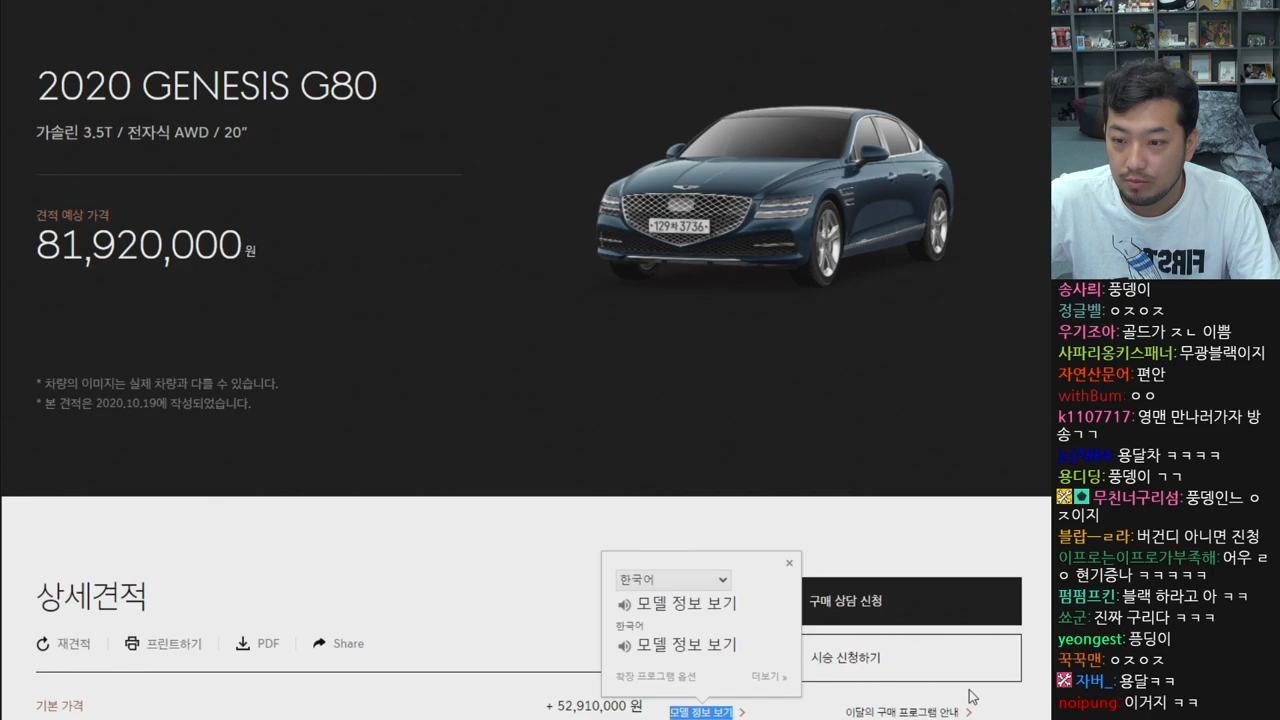 2020 GENESIS G80
가솔린 3.5T / 전자식 AWD / 20”
견적 예상 가격
81,920,000 원
* 차량의 이미지는 실제 차량과 다를 수 있습니다.
* 본 견적은 2020.10.19에 작성되었습니다.
129하 3736
상세견적
재견적
프린트하기
PDF
Share
기본 가격
+ 52,910,000 원
모델 정보 보기
×
한국어
모델 정보 보기
한국어
모델 정보 보기
확장 프로그램 옵션
더보기 »
구매 상담 신청
시승 신청하기
이달의 구매 프로그램 안내
FIRST
송사릐: 풍뎅이
정글벨: ㅇㅈㅇㅈ
우기조아: 골드가 ㅈㄴ 이쁨
사파리옹키스패너: 무광블랙이지
자연산문어: 편안
withBum: ㅇㅇ
k1107717: 영맨 만나러가자 방
송ㄱㄱ
jcj7884: 용달차 ㅋㅋㅋㅋ
용디딩: 풍뎅이 ㄱㄱ
무친너구리섬: 풍뎅인느 ㅇ
ㅈ이지
블랍ㅡㄹ라: 버건디 아니면 진청
이프로는이프로가부족해: 어우 ㄹ
ㅇ 현기증나 ㅋㅋㅋㅋㅋ
펌펌프킨: 블랙 하라고 아 ㅋㅋ
쑈군: 진짜 구리다 ㅋㅋㅋ
yeongest: 픙딩이
꾹꾹맨: ㅇㅈㅇㅈ
자버_: 용달ㅋㅋ
noipung: 이거지 ㅋㅋ